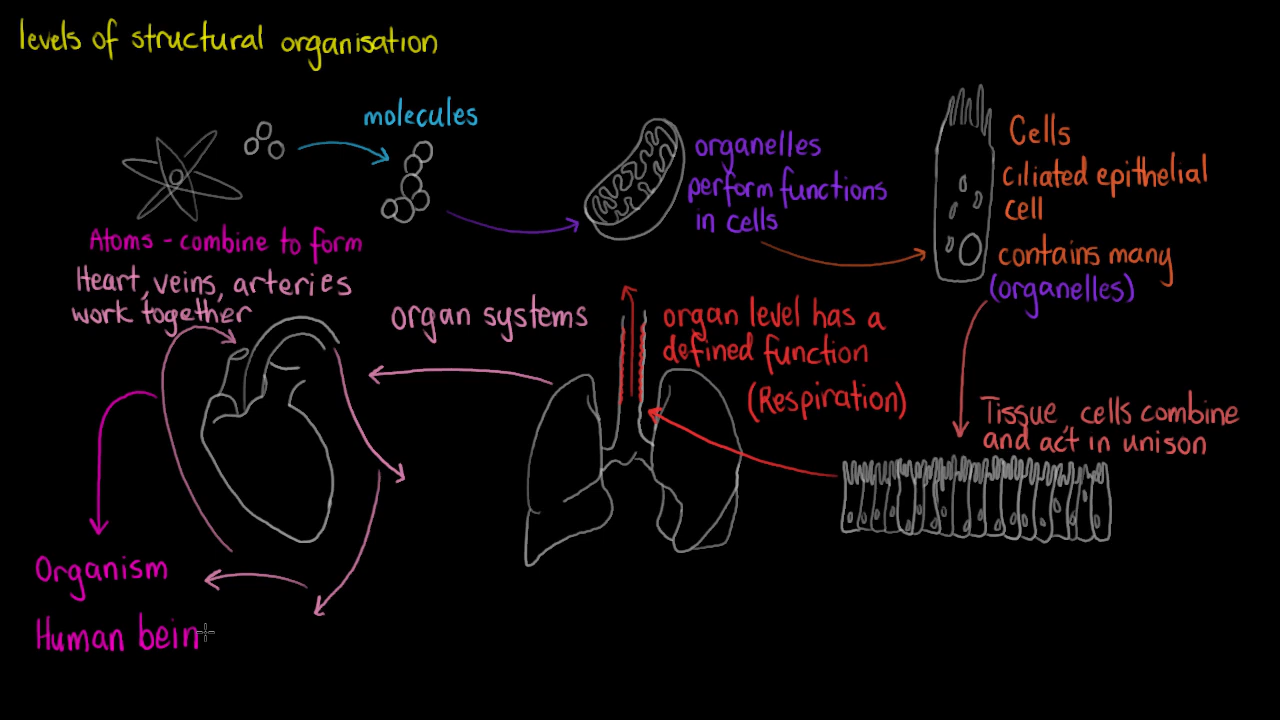 levels of structural organisation
molecules
Atoms - combine to form
organelles
perform functions
in cells
Cells
ciliated epithelial
cell
contains many
(organelles)
Tissue, cells combine
and act in unison
organ level has a
defined function
(Respiration)
organ systems
Heart, veins, arteries
work together
Organism
Human bein